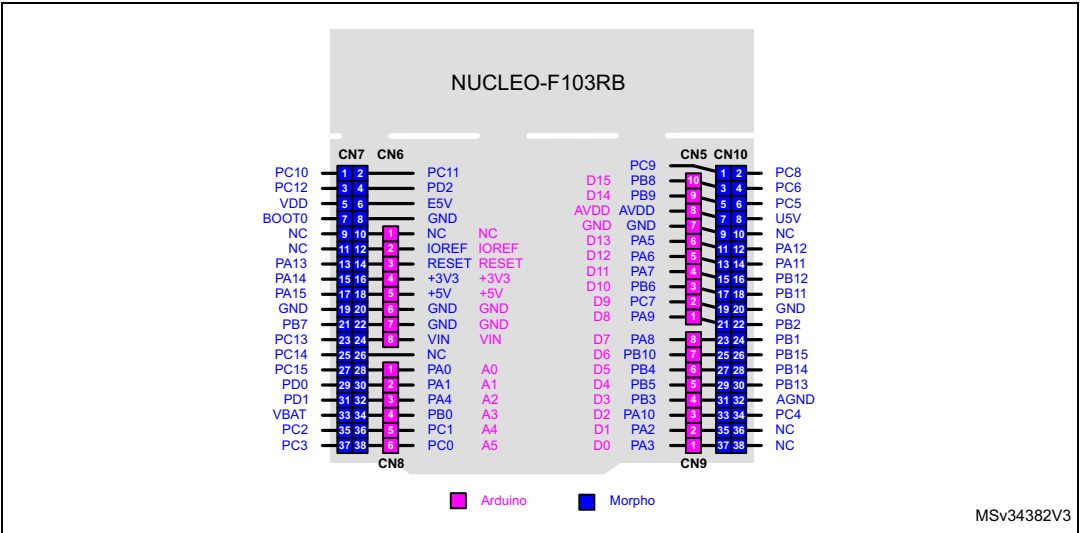 NUCLEO-F103RB
CN7 CN6 CN5 CN10
PC9
PC10 1 2 PC11 1 2 PC8
PC12 3 4 PD2 D15 PB8 10 3 4 PC6
VDD 5 6 E5V D14 PB9 9 5 6 PC5
BOOT0 7 8 GND AVDD AVDD 8 7 8 U5V
NC 9 10 1 NC NC GND GND 7 9 10 NC
NC 11 12 2 IOREF IOREF D13 PA5 6 11 12 PA12
PA13 13 14 3 RESET RESET D12 PA6 5 13 14 PA11
PA14 15 16 4 +3V3 +3V3 D11 PA7 4 15 16 PB12
PA15 17 18 5 +5V +5V D10 PB6 3 17 18 PB11
GND 19 20 6 GND GND D9 PC7 2 19 20 GND
PB7 21 22 7 GND GND D8 PA9 1 21 22 PB2
PC13 23 24 8 VIN VIN D7 PA8 8 23 24 PB1
PC14 25 26 NC D6 PB10 7 25 26 PB15
PC15 27 28 1 PA0 A0 D5 PB4 6 27 28 PB14
PD0 29 30 2 PA1 A1 D4 PB5 5 29 30 PB13
PD1 31 32 3 PA4 A2 D3 PB3 4 31 32 AGND
VBAT 33 34 4 PB0 A3 D2 PA10 3 33 34 PC4
PC2 35 36 5 PC1 A4 D1 PA2 2 35 36 NC
PC3 37 38 6 PC0 A5 D0 PA3 1 37 38 NC
CN8 CN9
Arduino Morpho
MSv34382V3